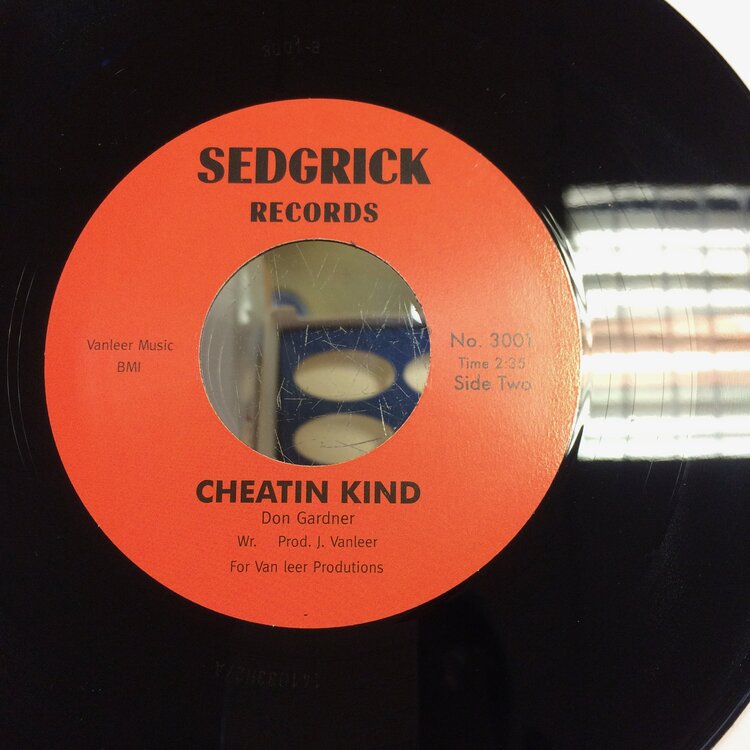 SEDGRICK
RECORDS
Vanleer Music
BMI
No. 3001
Time 2:35
Side Two
CHEATIN KIND
Don Gardner
Wr. Prod. J. Vanleer
For Van leer Produtions